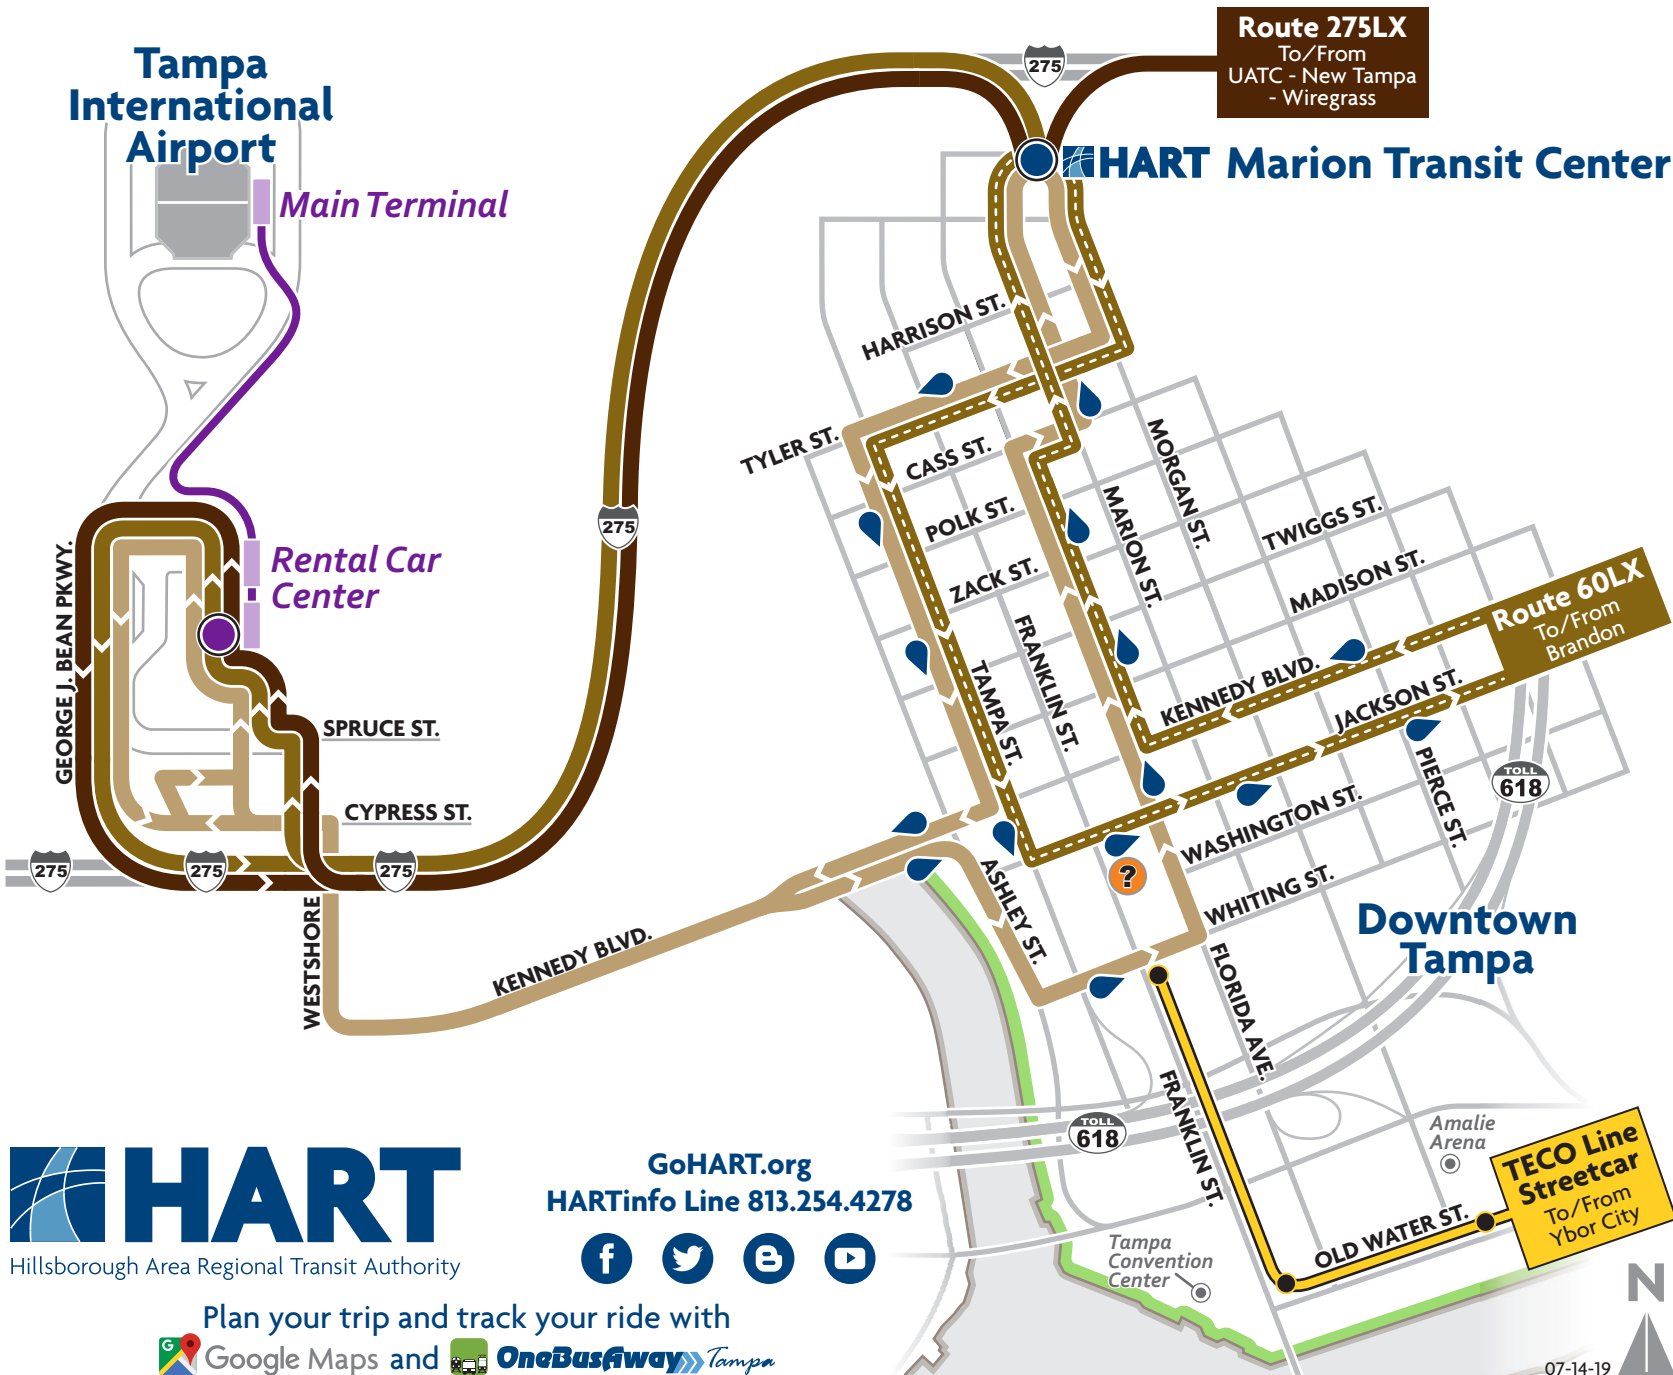 Tampa
International
Airport
Main Terminal
Rental Car
Center
GEORGE J. BEAN PKWY.
SPRUCE ST.
CYPRESS ST.
275
275
275
WESTSHORE
KENNEDY BLVD.
275
275
Route 275LX
To/From
UATC - New Tampa
- Wiregrass
HART Marion Transit Center
HARRISON ST.
TYLER ST.
CASS ST.
POLK ST.
ZACK ST.
MORGAN ST.
MARION ST.
TWIGGS ST.
MADISON ST.
FRANKLIN ST.
TAMPA ST.
KENNEDY BLVD.
JACKSON ST.
Route 60LX
To/From
Brandon
PIERCE ST.
TOLL
618
WASHINGTON ST.
WHITING ST.
ASHLEY ST.
?
FLORIDA AVE.
Downtown
Tampa
FRANKLIN ST.
TOLL
618
Amalie
Arena
TECO Line
Streetcar
To/From
Ybor City
OLD WATER ST.
Tampa
Convention
Center
N
07-14-19
HART
Hillsborough Area Regional Transit Authority
GoHART.org
HARTinfo Line 813.254.4278
Plan your trip and track your ride with
G Google Maps and OneBusAway Tampa